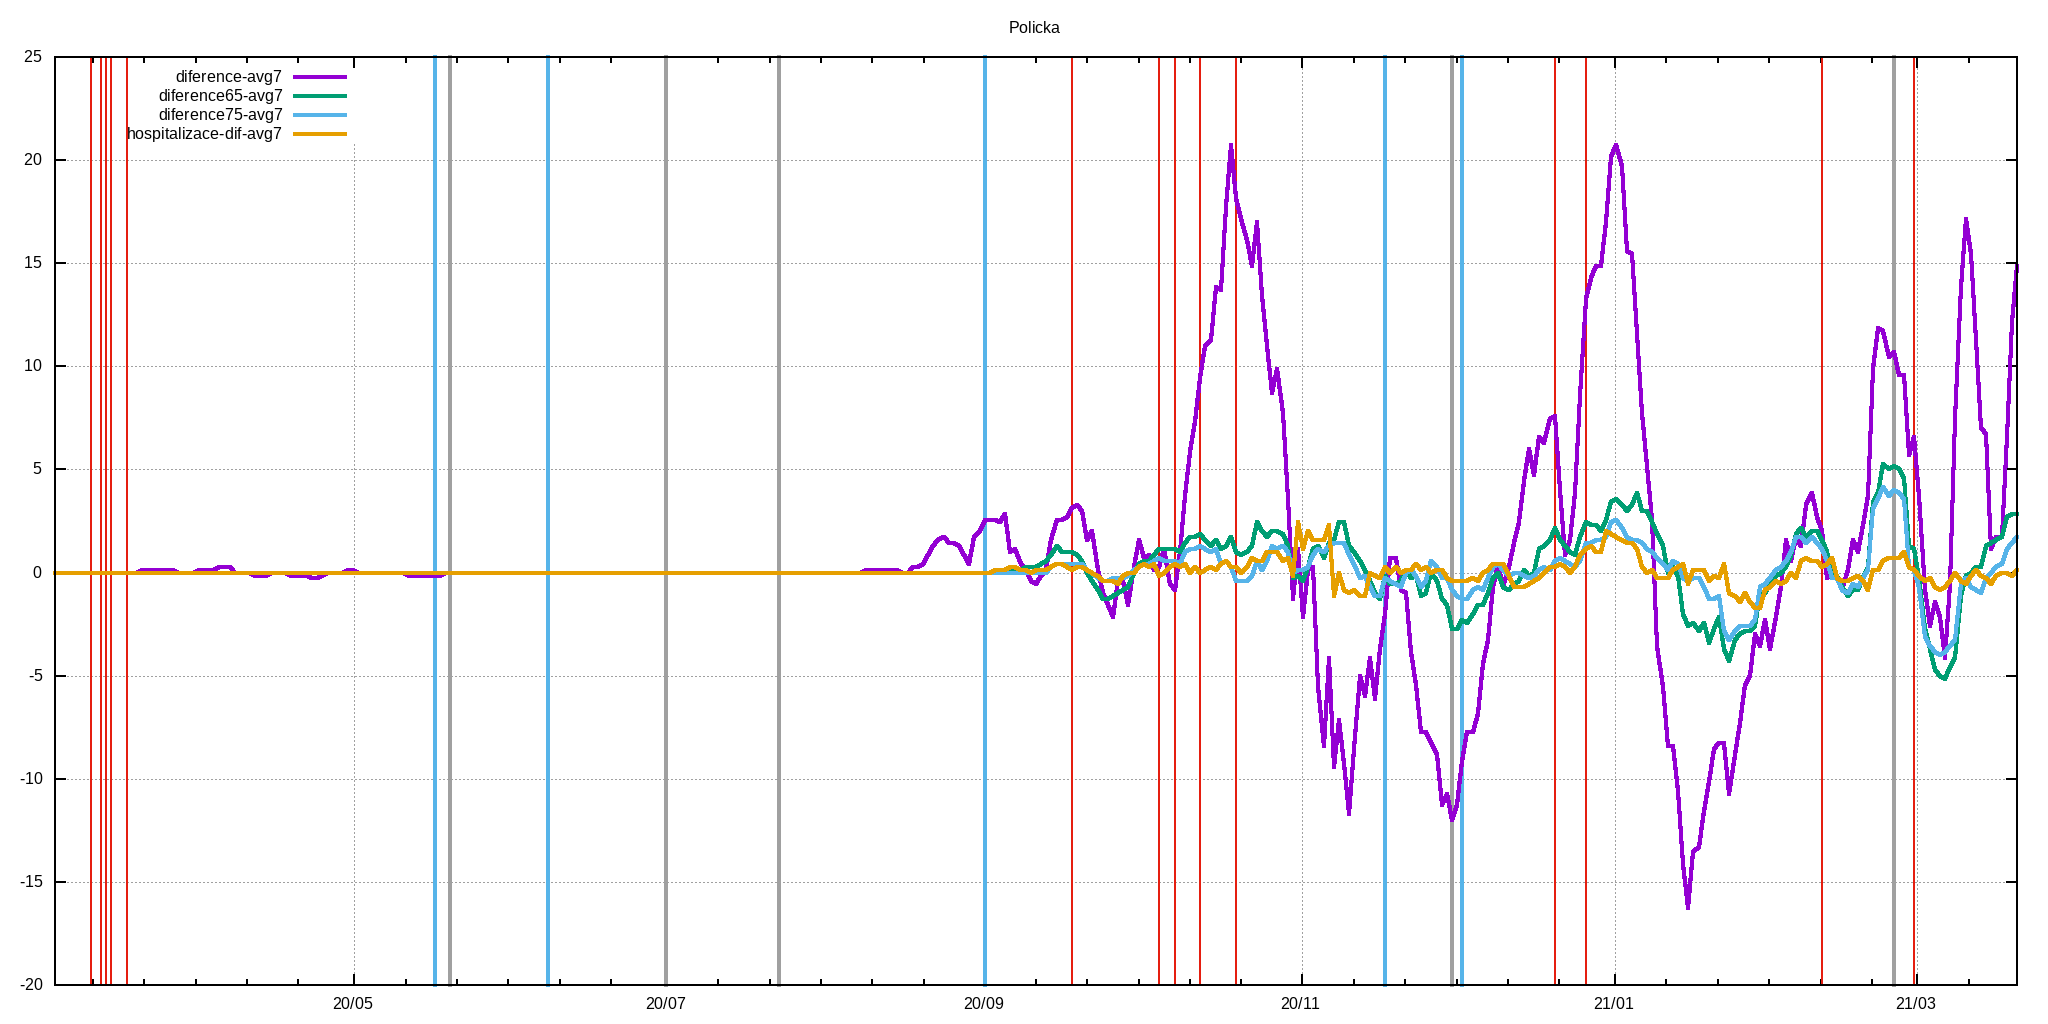 Policka
25
diference-avg7
diference65-avg7
diference75-avg7
hospitalizace-dif-avg7
20
15
10
5
0
-5
-10
-15
-20
20/05 20/07 20/09 20/11 21/01 21/03